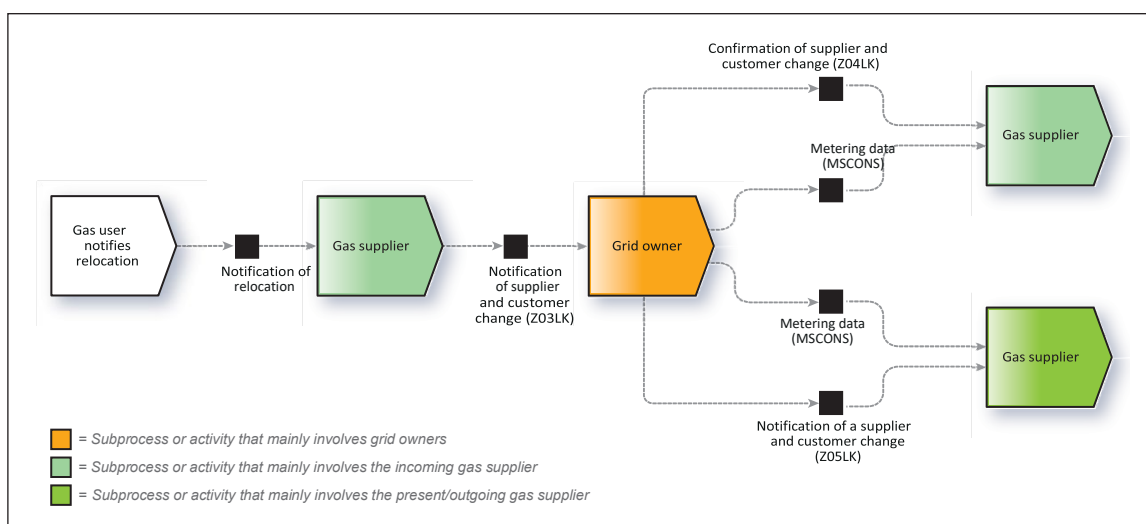 Confirmation of supplier and
customer change (Z04LK)
Gas supplier
Metering data
(MSCONS)
Gas user
notifies
relocation
Notification of
relocation
Gas supplier
Notification
of supplier
and customer
change (Z03LK)
Grid owner
Metering data
(MSCONS)
Gas supplier
Notification of a supplier
and customer change
(Z05LK)
= Subprocess or activity that mainly involves grid owners
= Subprocess or activity that mainly involves the incoming gas supplier
= Subprocess or activity that mainly involves the present/outgoing gas supplier